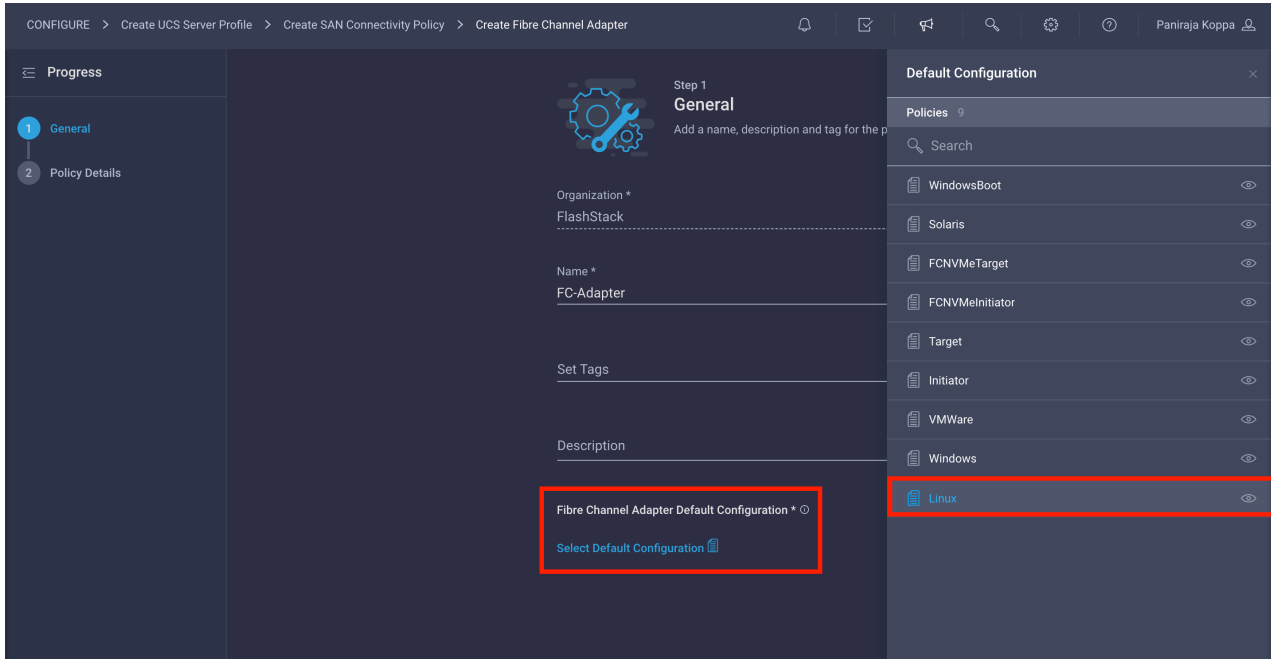 CONFIGURE > Create UCS Server Profile > Create SAN Connectivity Policy > Create Fibre Channel Adapter
Paniraja Koppa
Progress
1 General
2 Policy Details
Step 1
General
Add a name, description and tag for the p
Organization *
FlashStack
Name *
FC-Adapter
Set Tags
Description
Fibre Channel Adapter Default Configuration *
Select Default Configuration
Default Configuration
Policies 9
Search
WindowsBoot
Solaris
FCNVMeTarget
FCNVMeInitiator
Target
Initiator
VMWare
Windows
Linux